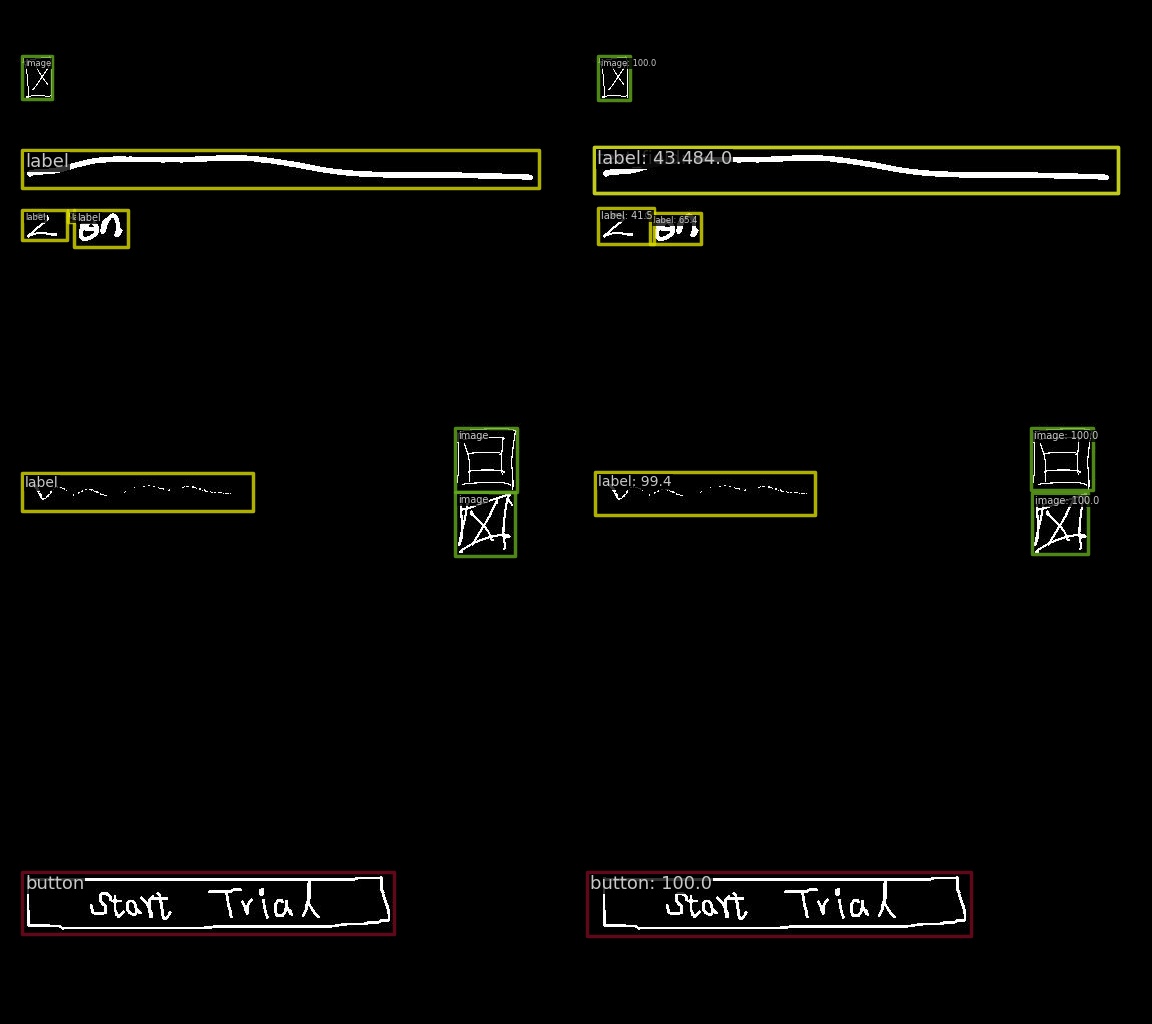 image image: 100.0
label label: 43.484.0
label label label: 41.5 label: 65.4
image image: 100.0
label label: 99.4
image image: 100.0
button button: 100.0
Start Trial Start Trial